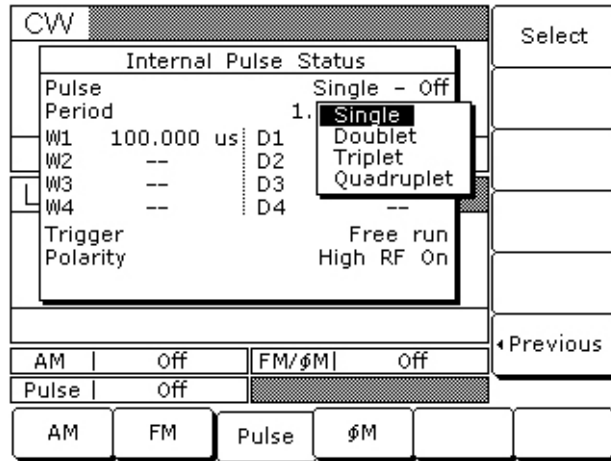 CW
Select
Internal Pulse Status
Pulse Single - Off
Period 1.
Single
Doublet
Triplet
Quadruplet
W1 100.000 us D1
W2 -- D2
W3 -- D3
W4 -- D4 --
Trigger Free run
Polarity High RF On
Previous
AM | Off FM/ɸM| Off
Pulse | Off
AM FM Pulse ɸM